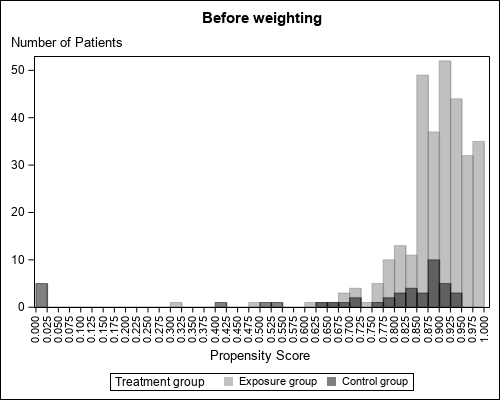 Before weighting
Number of Patients
50
40
30
20
10
0
0.000 0.025 0.050 0.075 0.100 0.125 0.150 0.175 0.200 0.225 0.250 0.275 0.300 0.325 0.350 0.375 0.400 0.425 0.450 0.475 0.500 0.525 0.550 0.575 0.600 0.625 0.650 0.675 0.700 0.725 0.750 0.775 0.800 0.825 0.850 0.875 0.900 0.925 0.950 0.975 1.000
Propensity Score
Treatment group Exposure group Control group